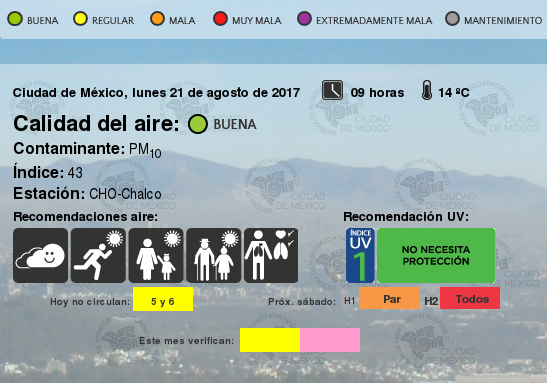 BUENA REGULAR MALA MUY MALA EXTREMADAMENTE MALA MANTENIMIENTO
Ciudad de México, lunes 21 de agosto de 2017 09 horas 14 ºC
Calidad del aire: BUENA
Contaminante: PM10
Índice: 43
Estación: CHO-Chalco
Recomendaciones aire: Recomendación UV:
ÍNDICE
UV
1
NO NECESITA
PROTECCIÓN
Hoy no circulan: 5 y 6 Próx. sábado: H1 Par H2 Todos
Este mes verifican:
CIUDAD
DE MÉXICO